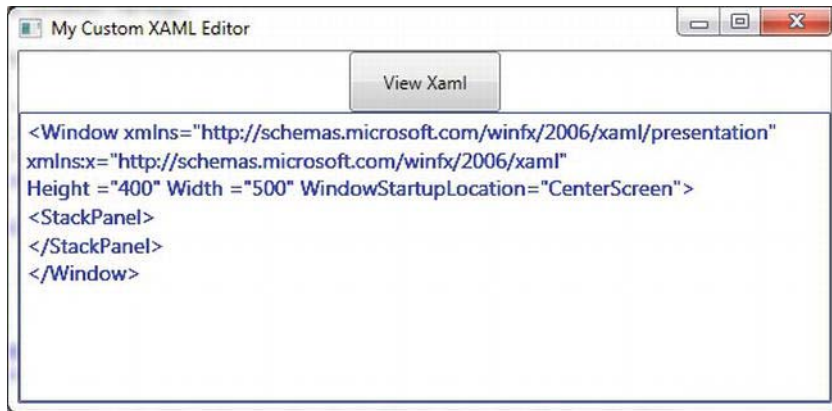 My Custom XAML Editor
View Xaml
<Window xmlns="http://schemas.microsoft.com/winfx/2006/xaml/presentation"
xmlns:x="http://schemas.microsoft.com/winfx/2006/xaml"
Height ="400" Width ="500" WindowStartupLocation="CenterScreen">
<StackPanel>
</StackPanel>
</Window>